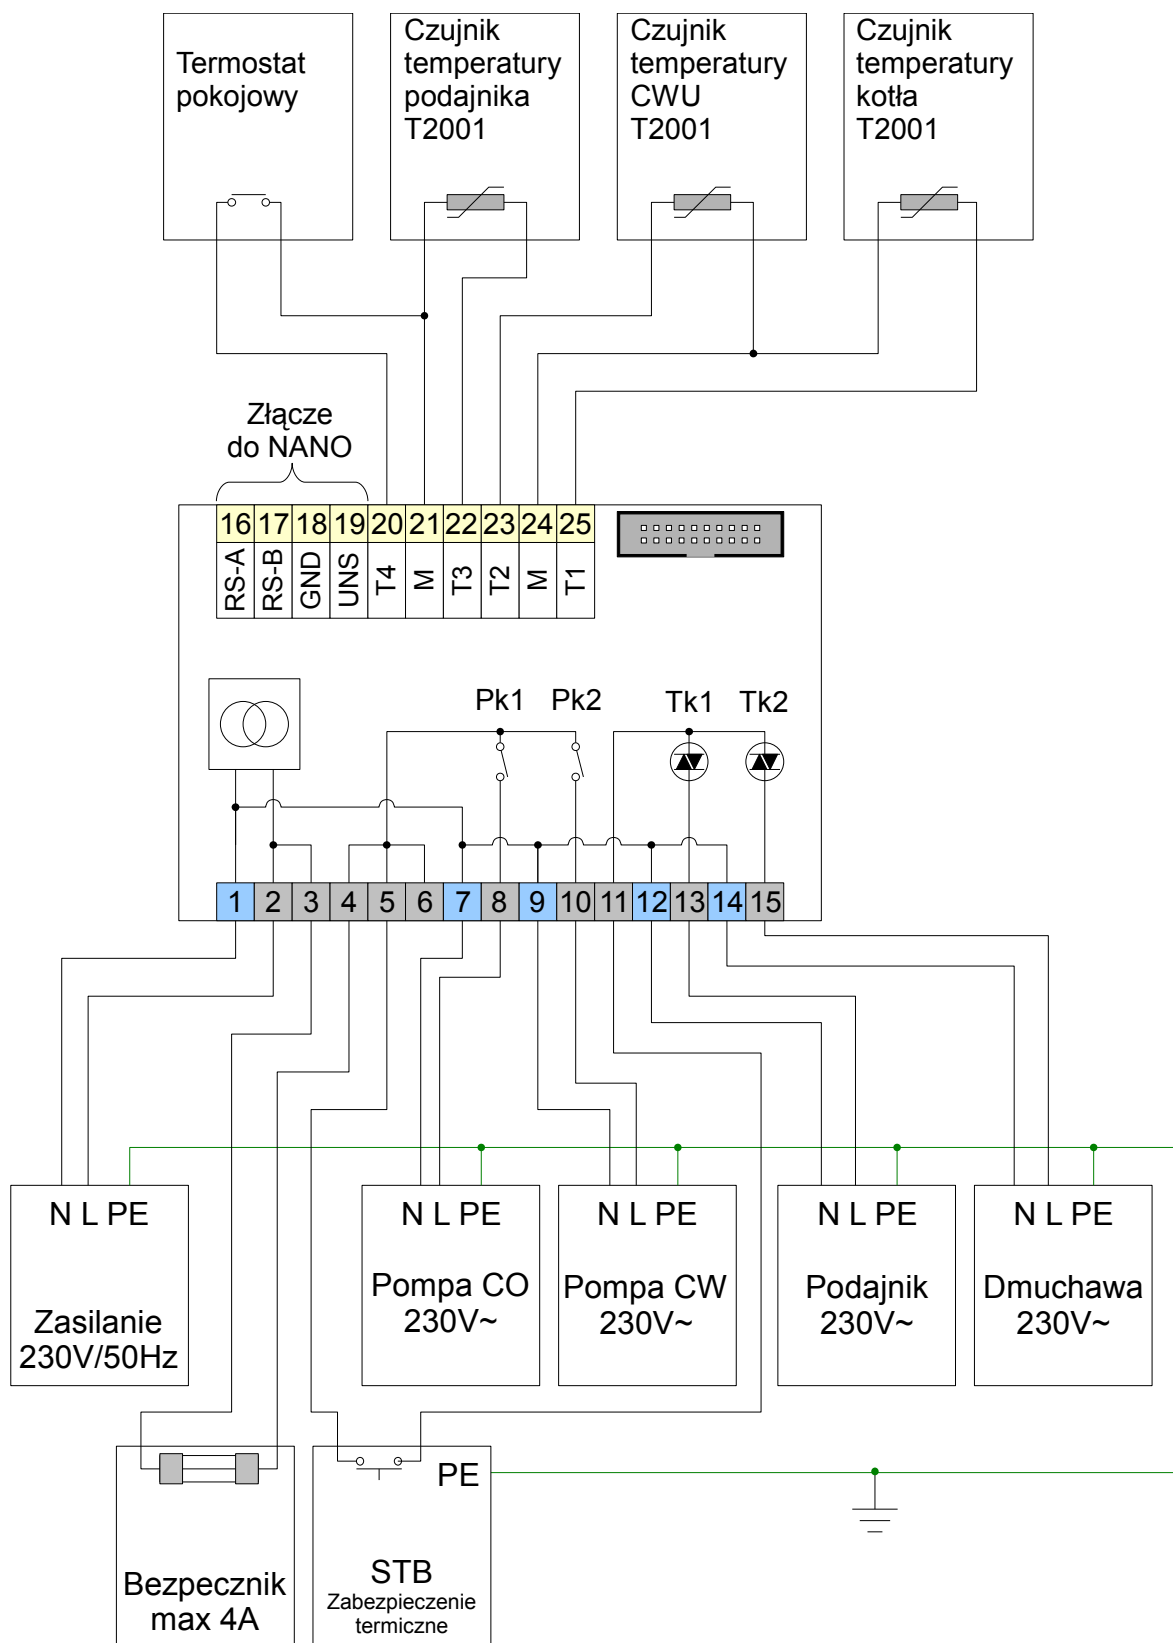 Termostat
pokojowy
Czujnik
temperatury
podajnika
T2001
Czujnik
temperatury
CWU
T2001
Czujnik
temperatury
kotła
T2001
Złącze
do NANO
16 17 18 19 20 21 22 23 24 25
RS-A RS-B GND UNS T4 M T3 T2 M T1
Pk1 Pk2 Tk1 Tk2
1 2 3 4 5 6 7 8 9 10 11 12 13 14 15
N L PE
Zasilanie
230V/50Hz
N L PE
Pompa CO
230V~
N L PE
Pompa CW
230V~
N L PE
Podajnik
230V~
N L PE
Dmuchawa
230V~
Bezpecznik
max 4A
PE
STB
Zabezpieczenie
termiczne